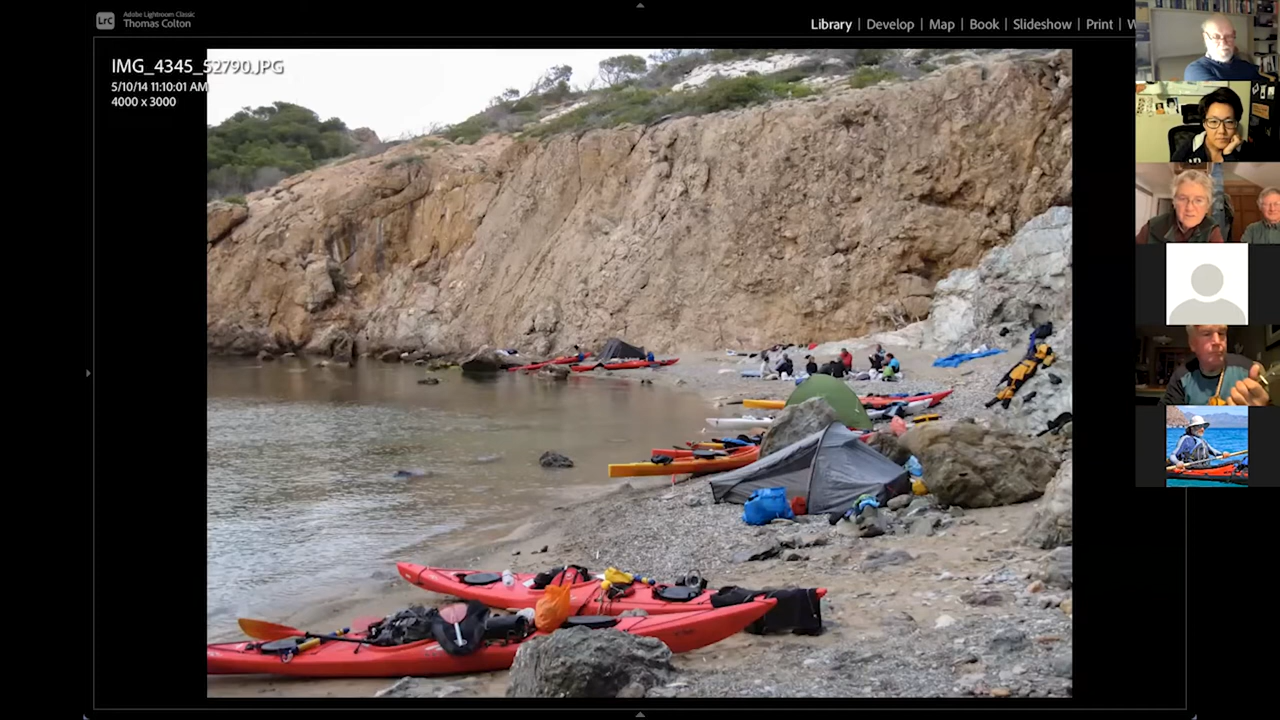 LrC
Adobe Lightroom Classic
Thomas Colton
Library | Develop | Map | Book | Slideshow | Print | W
IMG_4345_52790.JPG
5/10/14 11:10:01 AM
4000 x 3000